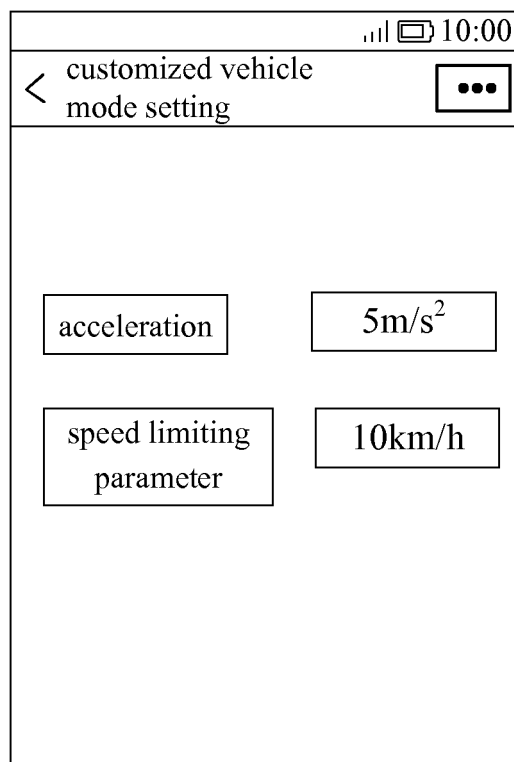 10:00
customized vehicle
mode setting
acceleration
5m/s²
speed limiting
parameter
10km/h